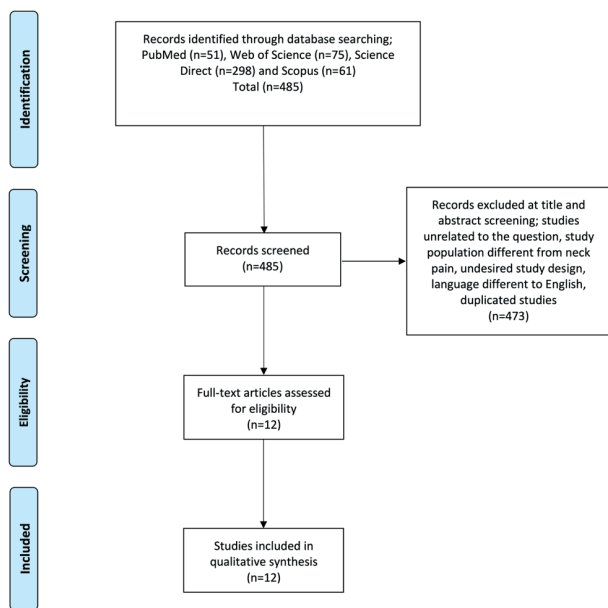 Identification
Records identified through database searching;
PubMed (n=51), Web of Science (n=75), Science
Direct (n=298) and Scopus (n=61)
Total (n=485)
Screening
Records screened
(n=485)
Records excluded at title and
abstract screening; studies
unrelated to the question, study
population different from neck
pain, undesired study design,
language different to English,
duplicated studies
(n=473)
Eligibility
Full-text articles assessed
for eligibility
(n=12)
Included
Studies included in
qualitative synthesis
(n=12)